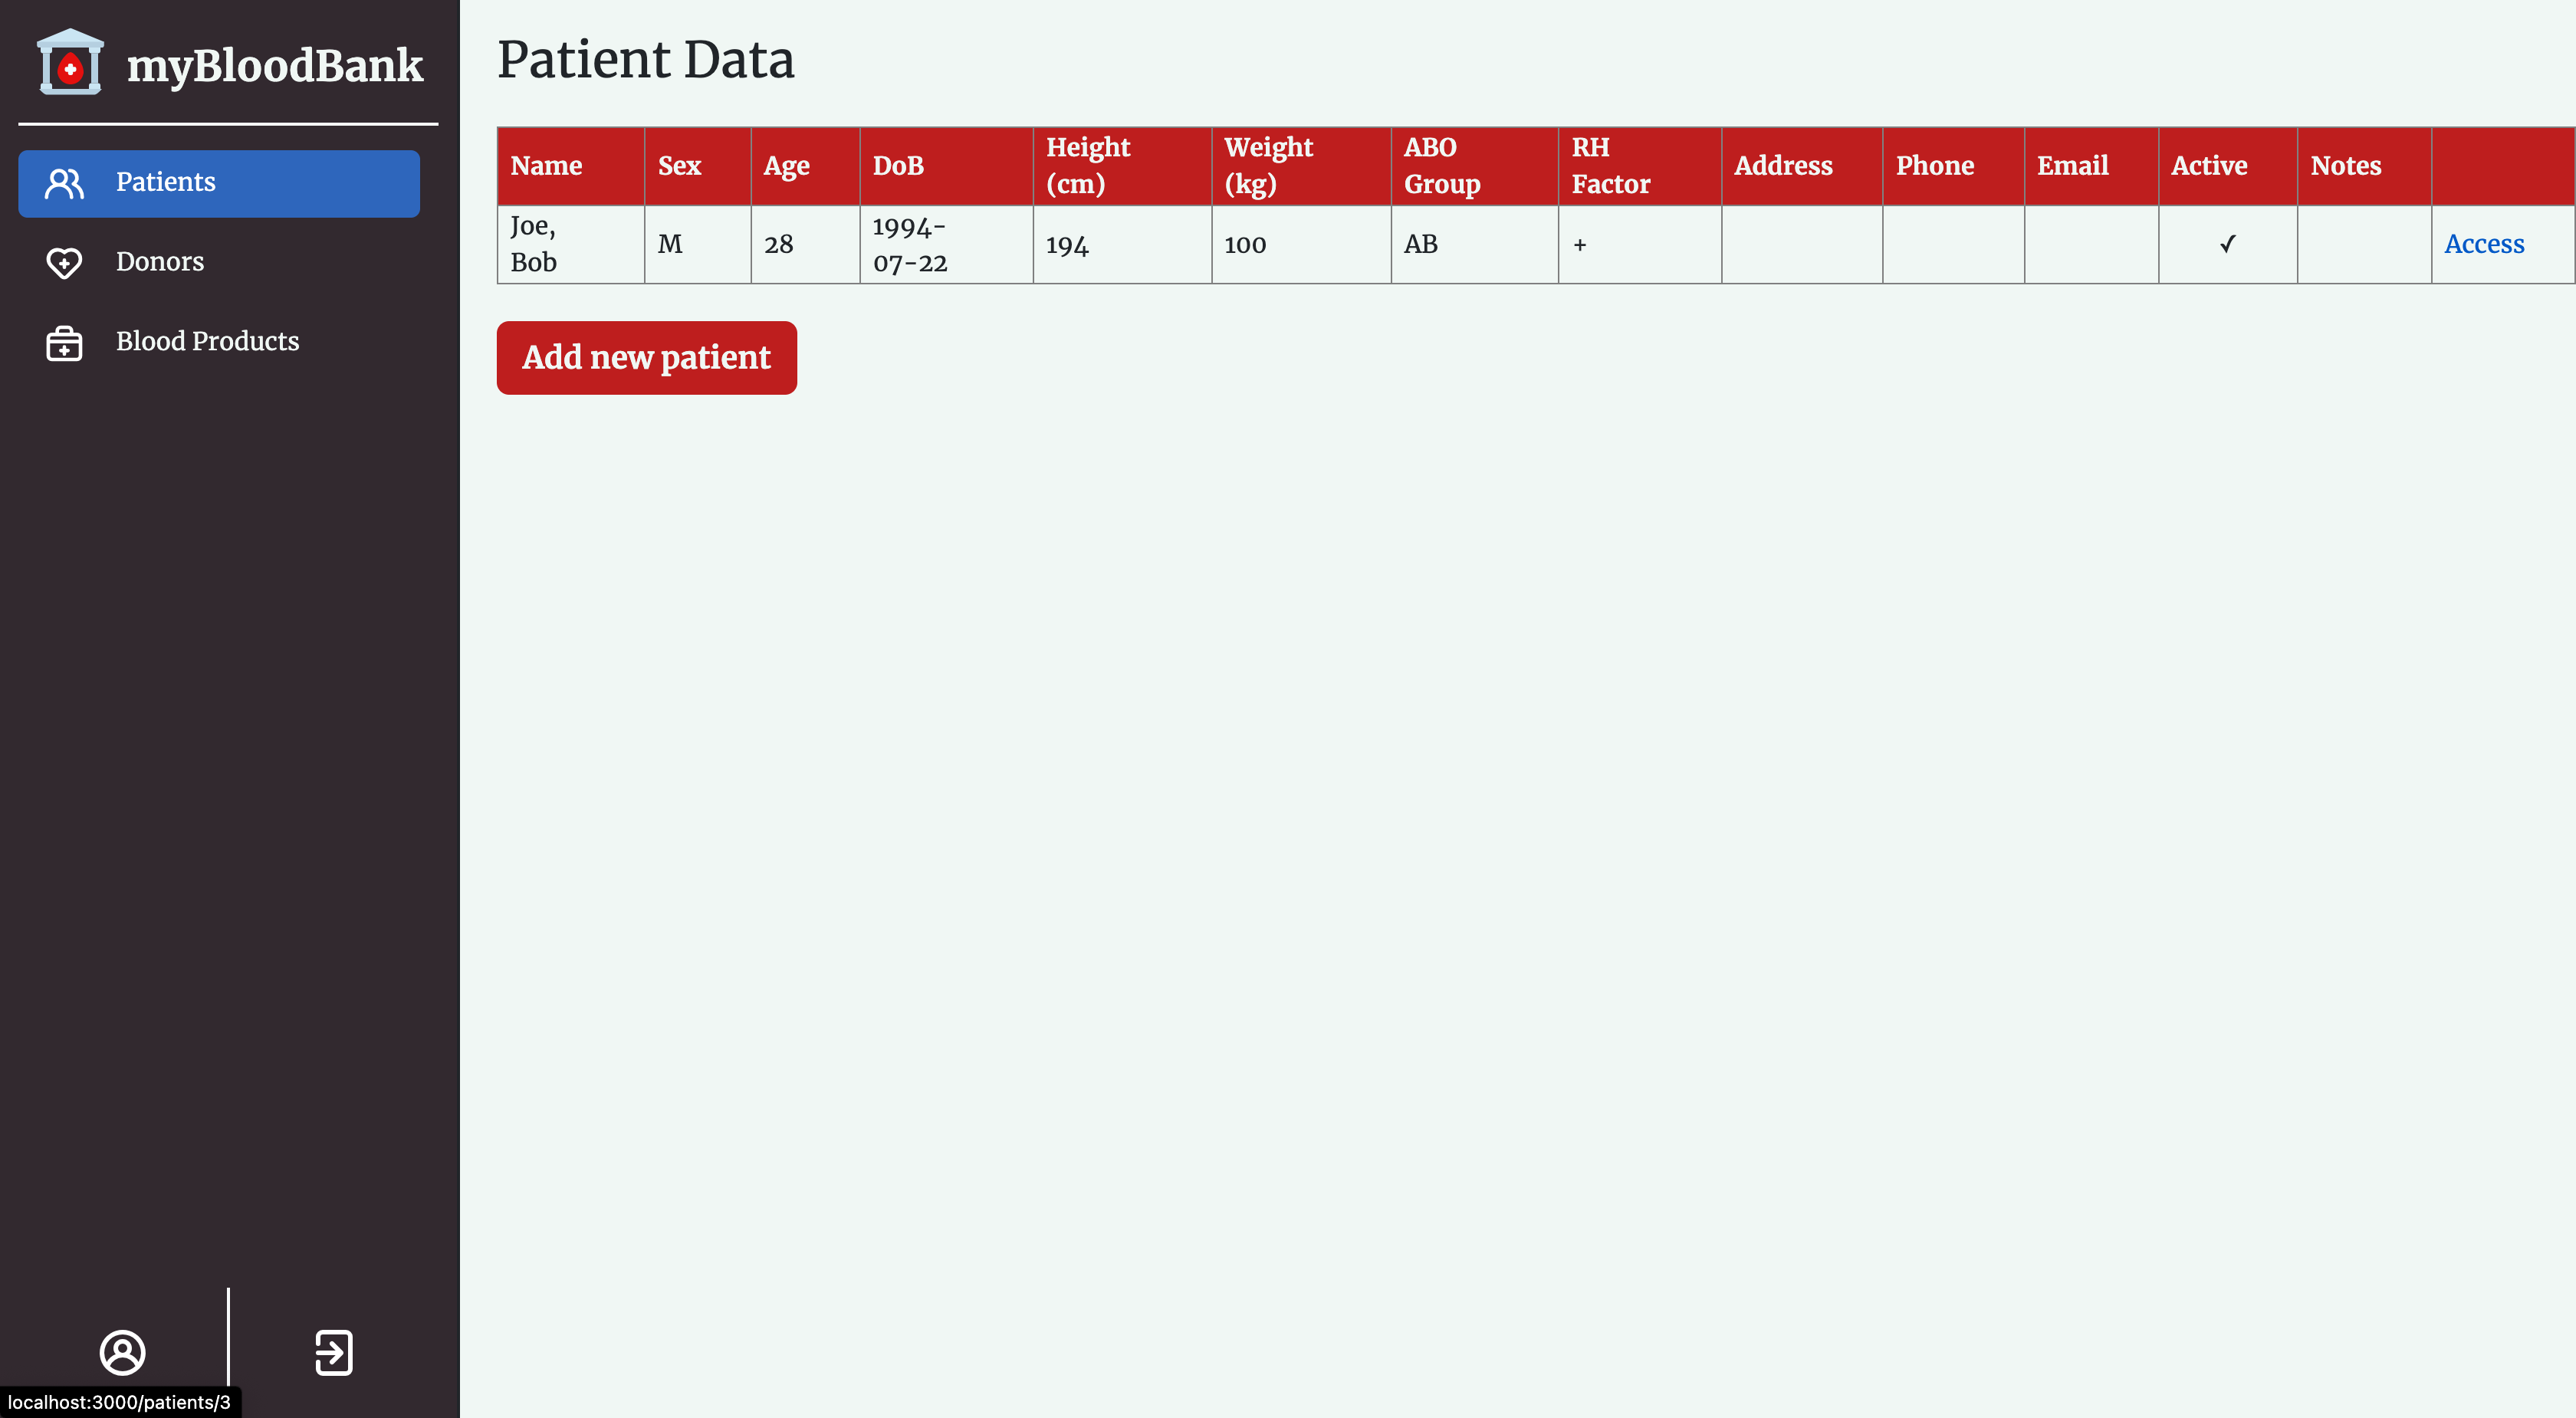 myBloodBank
Patients
Donors
Blood Products
Patient Data
Name Sex Age DoB Height (cm) Weight (kg) ABO Group RH Factor Address Phone Email Active Notes
Joe, Bob M 28 1994-07-22 194 100 AB + ✓ Access
Add new patient
localhost:3000/patients/3